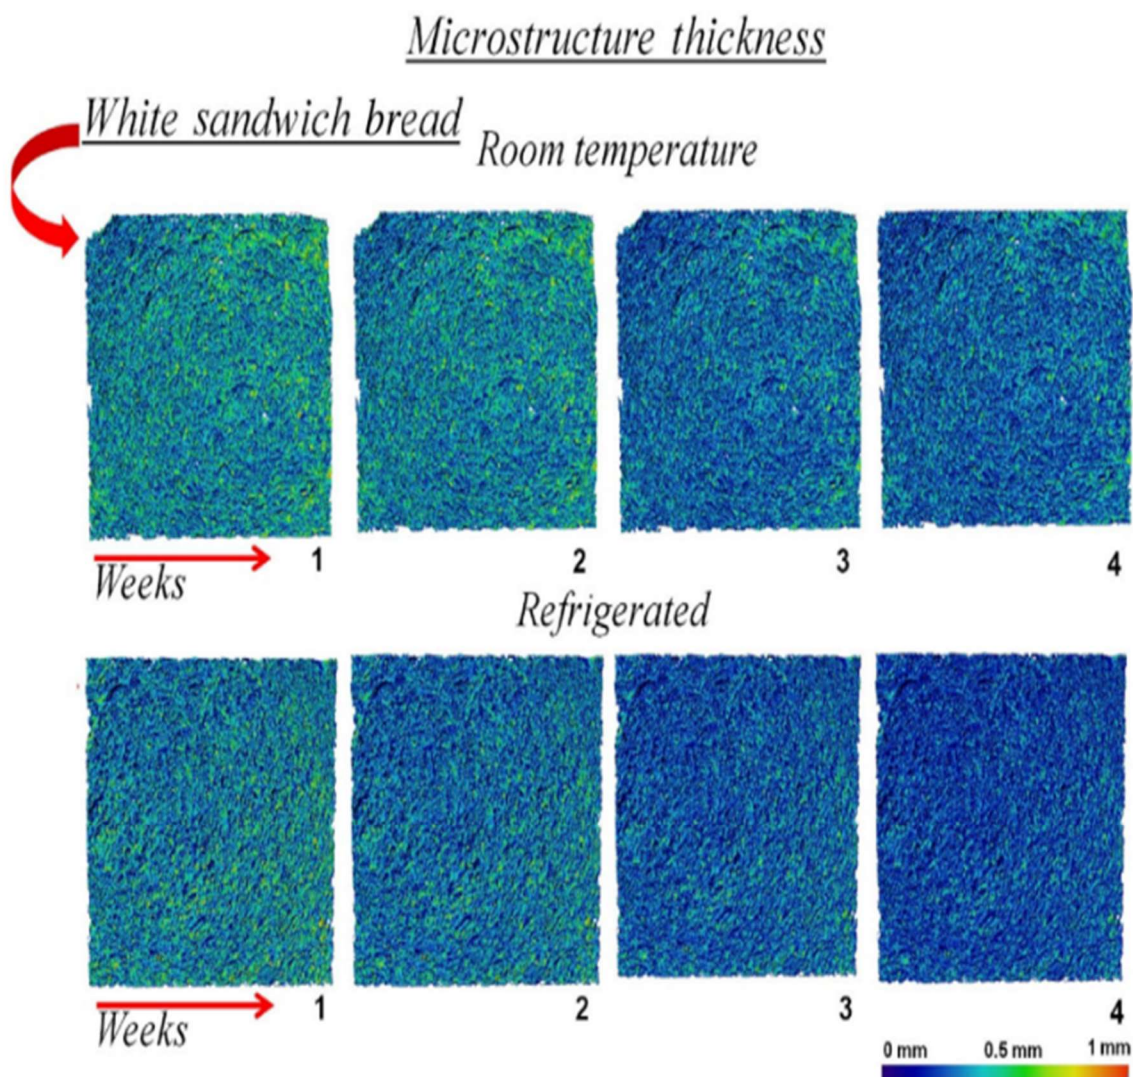 Microstructure thickness
White sandwich bread
Room temperature
1 2 3 4
Weeks
Refrigerated
1 2 3 4
Weeks
0 mm 0.5 mm 1 mm